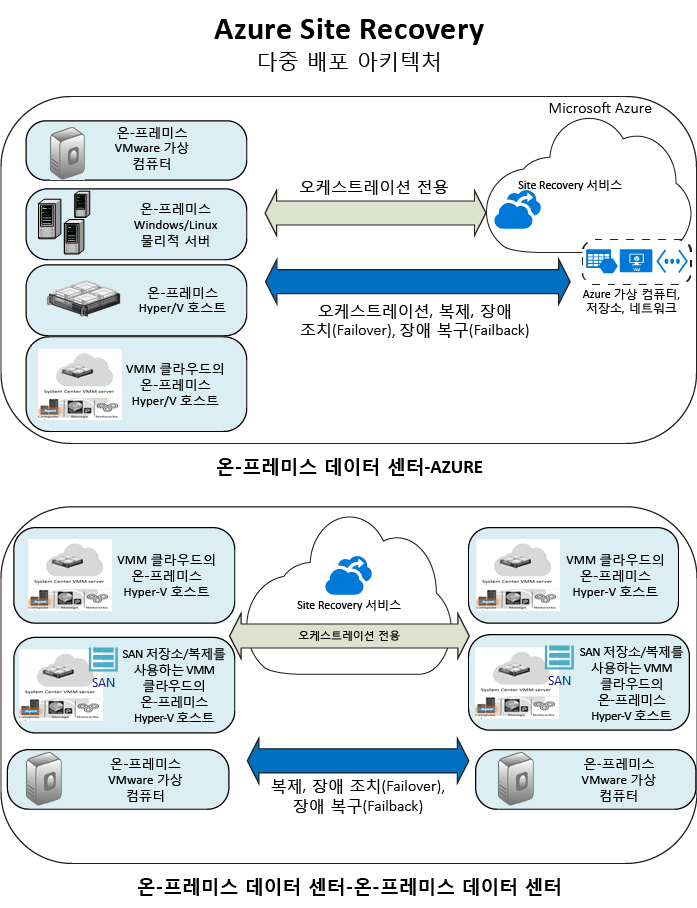 Azure Site Recovery
다중 배포 아키텍처
Microsoft Azure
온-프레미스
VMware 가상
컴퓨터
온-프레미스
Windows/Linux
물리적 서버
온-프레미스
Hyper/V 호스트
VMM 클라우드의
온-프레미스
Hyper/V 호스트
System Center VMM server
Compute Storage Networks
오케스트레이션 전용
Site Recovery 서비스
VM
오케스트레이션, 복제, 장애
조치(Failover), 장애 복구(Failback)
Azure 가상 컴퓨터,
저장소, 네트워크
온-프레미스 데이터 센터-AZURE
VMM 클라우드의
온-프레미스
Hyper-V 호스트
System Center VMM server
Compute Storage Networks
SAN 저장소/복제를
사용하는 VMM
클라우드의
온-프레미스
Hyper-V 호스트
SAN
System Center VMM server
Compute Storage Networks
온-프레미스
VMware 가상
컴퓨터
Site Recovery 서비스
오케스트레이션 전용
복제, 장애 조치(Failover),
장애 복구(Failback)
VMM 클라우드의
온-프레미스
Hyper-V 호스트
System Center VMM server
Compute Storage Networks
SAN 저장소/복제를
사용하는 VMM
클라우드의
온-프레미스
Hyper-V 호스트
SAN
System Center VMM server
Compute Storage Networks
온-프레미스
VMware 가상
컴퓨터
온-프레미스 데이터 센터-온-프레미스 데이터 센터